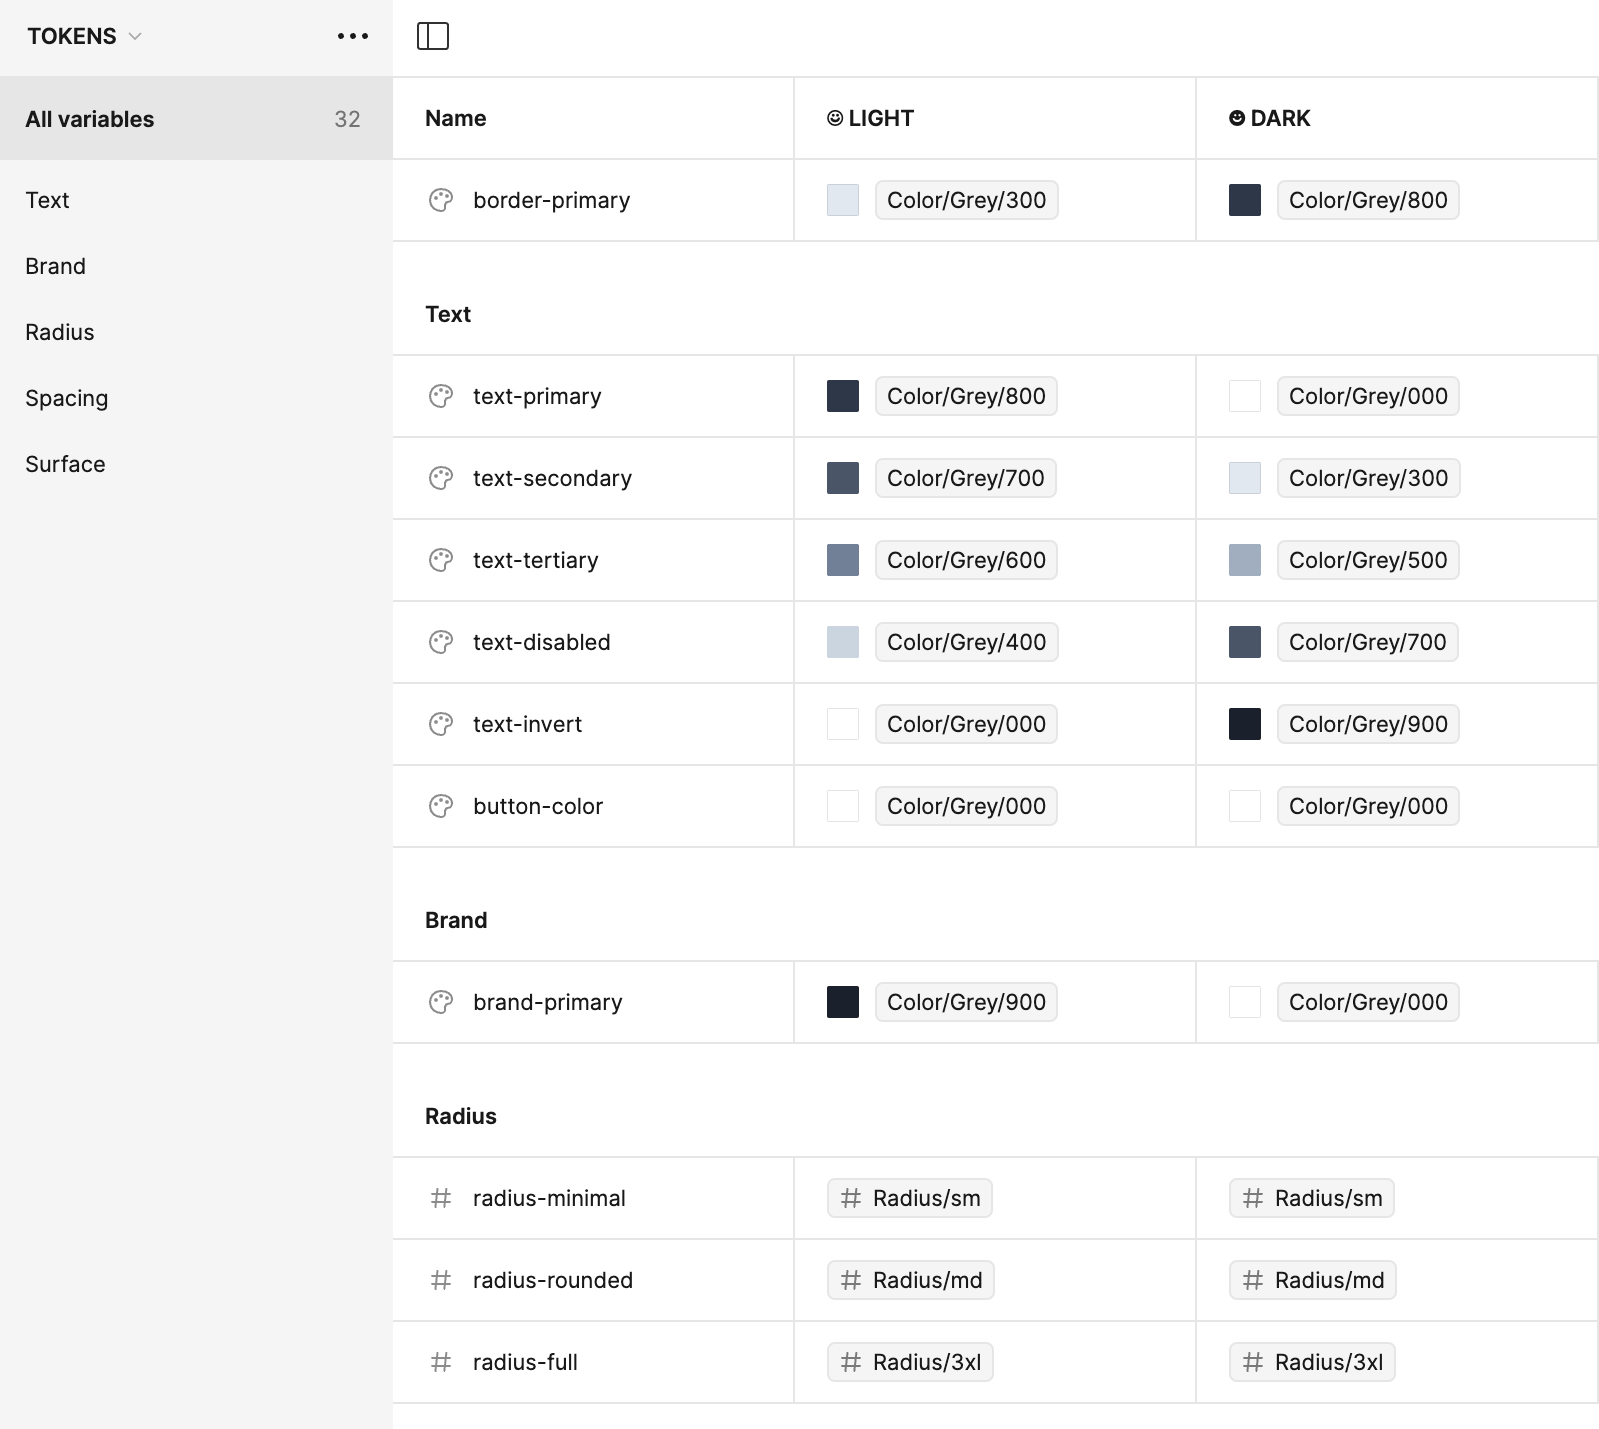 TOKENS
All variables 32
Text
Brand
Radius
Spacing
Surface
Name LIGHT DARK
border-primary Color/Grey/300 Color/Grey/800
Text
text-primary Color/Grey/800 Color/Grey/000
text-secondary Color/Grey/700 Color/Grey/300
text-tertiary Color/Grey/600 Color/Grey/500
text-disabled Color/Grey/400 Color/Grey/700
text-invert Color/Grey/000 Color/Grey/900
button-color Color/Grey/000 Color/Grey/000
Brand
brand-primary Color/Grey/900 Color/Grey/000
Radius
radius-minimal Radius/sm Radius/sm
radius-rounded Radius/md Radius/md
radius-full Radius/3xl Radius/3xl